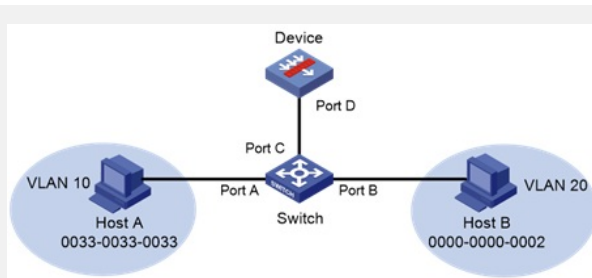 Device
Port D
Port C
VLAN 10
Port A
Port B
VLAN 20
Host A
Switch
Host B
0033-0033-0033
0000-0000-0002
SWITCH